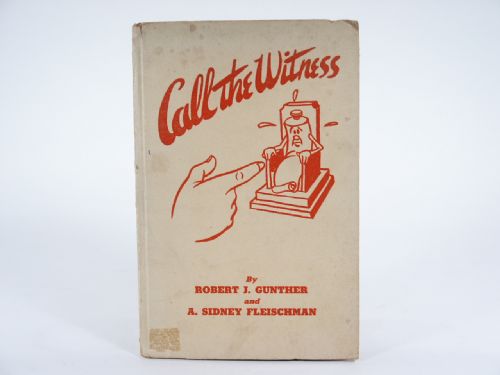 Call the Witness
By
ROBERT I. GUNTHER
and
A. SIDNEY FLEISCHMAN